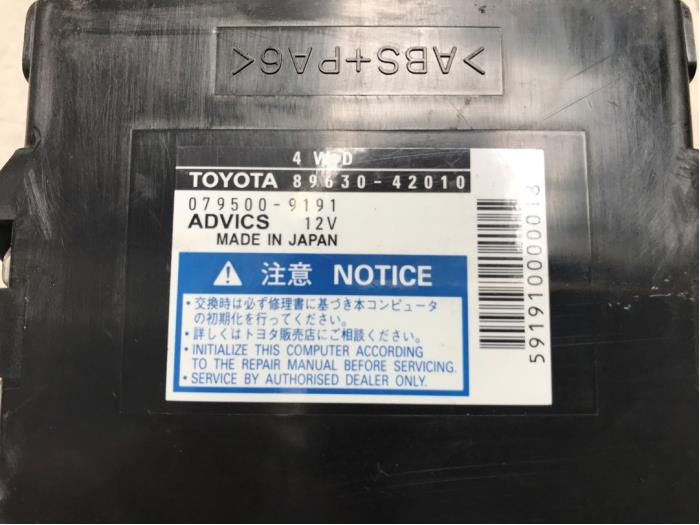 >ABS+PA6<
4WD
TOYOTA 89630-42010
079500-9191
ADVICS 12V
MADE IN JAPAN
注意 NOTICE
・交換時は必ず修理書に基づき本コンピュータ
の初期化を行ってください。
・詳しくはトヨタ販売店にご相談ください。
・INITIALIZE THIS COMPUTER ACCORDING
TO THE REPAIR MANUAL BEFORE SERVICING.
・SERVICE BY AUTHORISED DEALER ONLY.
5919100000018